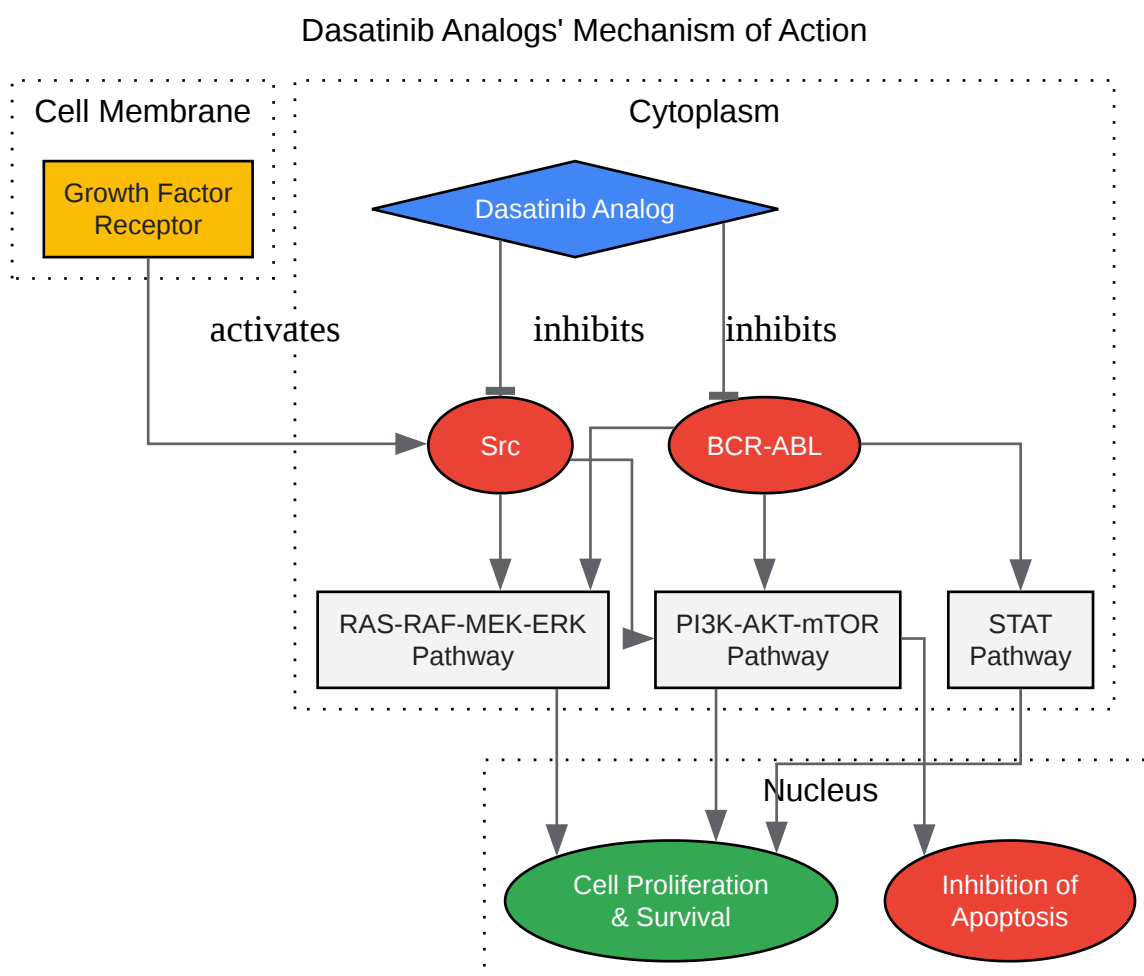 Dasatinib Analogs' Mechanism of Action
Cell Membrane
Cytoplasm
Growth Factor
Receptor
Dasatinib Analog
activates
inhibits
inhibits
Src
BCR-ABL
RAS-RAF-MEK-ERK
Pathway
PI3K-AKT-mTOR
Pathway
STAT
Pathway
Nucleus
Cell Proliferation
& Survival
Inhibition of
Apoptosis